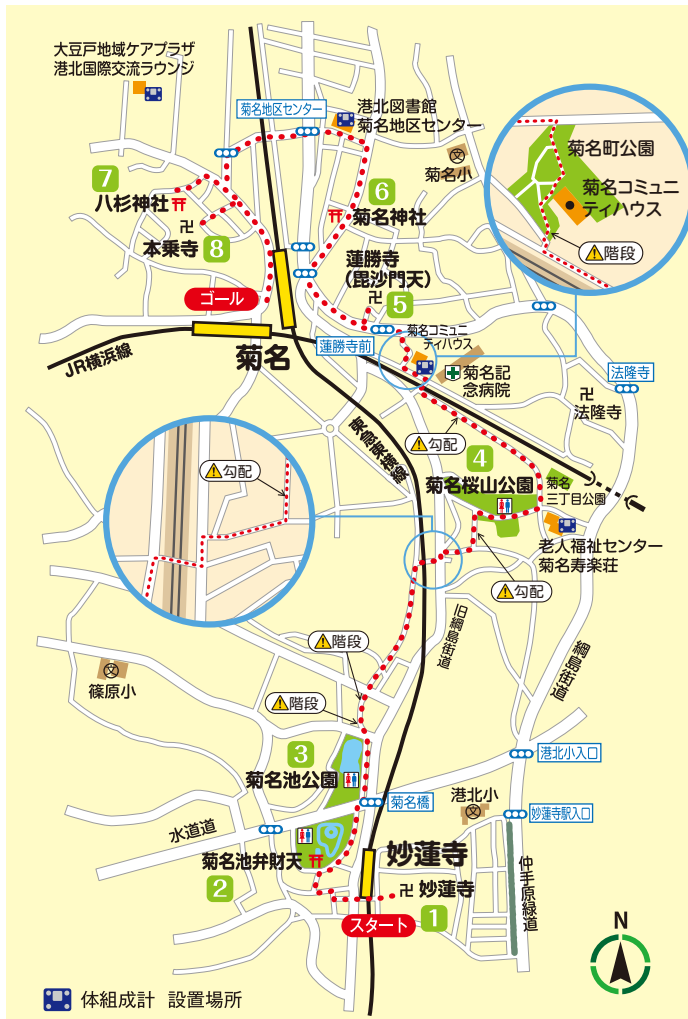 大豆戸地域ケアプラザ
港北国際交流ラウンジ
菊名地区センター
港北図書館
菊名地区センター
菊名小
菊名町公園
菊名コミュニ
ティハウス
階段
7
八杉神社
6
菊名神社
本乗寺
8
蓮勝寺
(毘沙門天)
5
ゴール
菊名
JR横浜線
蓮勝寺前
菊名コミュニ
ティハウス
菊名記
念病院
法隆寺
法隆寺
東急東横線
勾配
勾配
4
菊名桜山公園
菊名
三丁目公園
老人福祉センター
菊名寿楽荘
勾配
旧綱島街道
綱島街道
階段
篠原小
階段
3
菊名池公園
港北小入口
菊名橋
港北小
妙蓮寺駅入口
水道道
菊名池弁財天
2
妙蓮寺
妙蓮寺
仲手原緑道
スタート
1
N
体組成計 設置場所